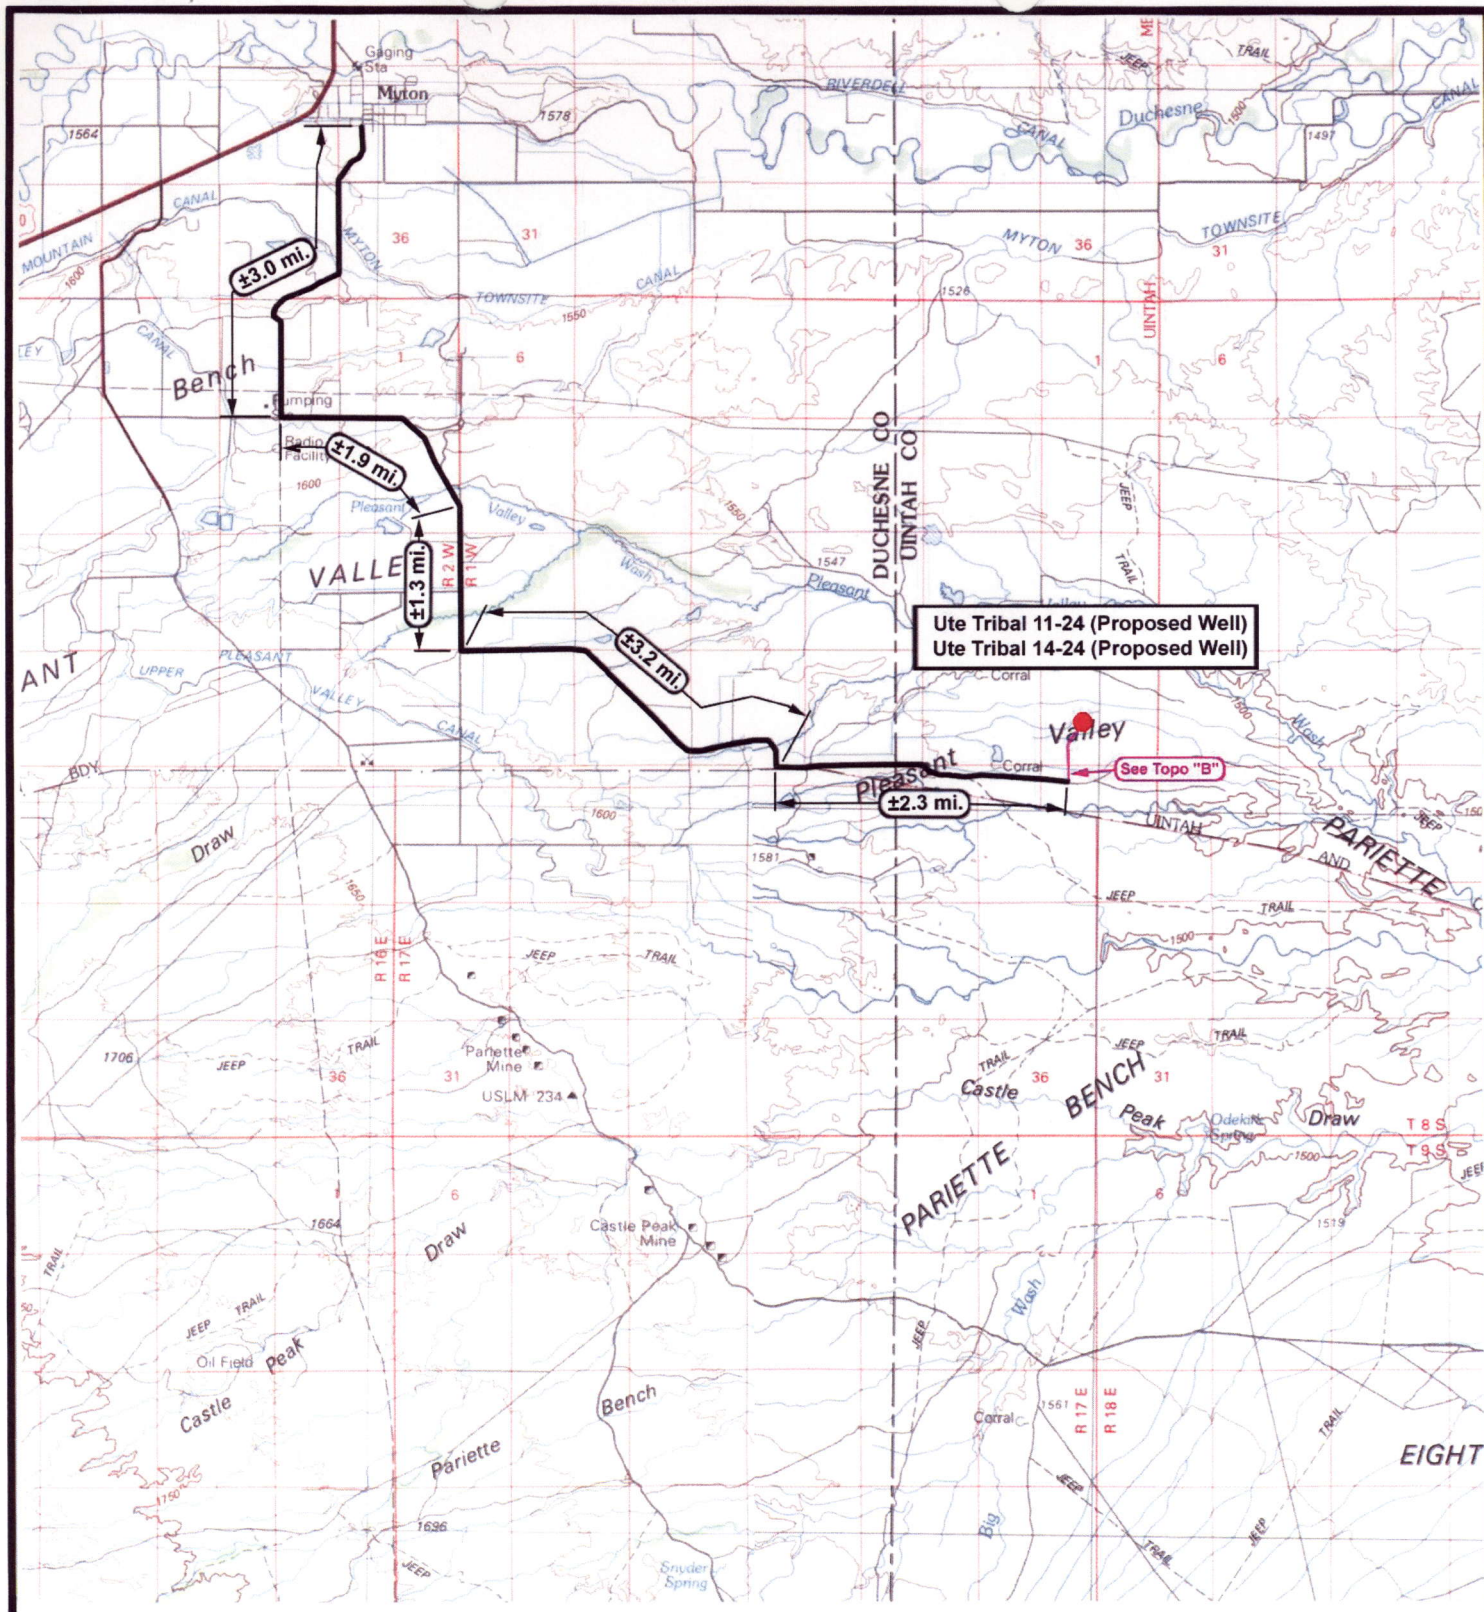 Gaging
Sta
Myton
1564
1578
RIVERDELL
CANAL
JEEP
TRAIL
Duchesne
1500
1497
CANAL
CANAL
MOUNTAIN
1600
MYTON
36
31
MYTON
36
TOWNSITE
31
±3.0 mi.
CANAL
TOWNSITE
1550
1526
UINTAH
CANAL
Bench
1
6
1
6
Pumping
Radio
Facility
±1.9 mi.
1600
Pleasant
Valley
1550
DUCHESNE CO
UINTAH CO
JEEP
TRAIL
VALLE
±1.3 mi.
R 2 W
R 1 W
Wash
1547
Pleasant
Ute Tribal 11-24 (Proposed Well)
Ute Tribal 14-24 (Proposed Well)
±3.2 mi.
ANT
UPPER
PLEASANT
VALLEY
CANAL
Corral
1500
Wash
Valley
BDY
Pleasant
Corral
See Topo "B"
±2.3 mi.
1600
UINTAH
AND
PARIETTE
JEEP
Draw
1581
1650
JEEP
TRAIL
1500
R 16 E
R 17 E
JEEP
TRAIL
1706
JEEP
TRAIL
Pariette
Mine
36
31
USLM 234
TRAIL
JEEP
TRAIL
Castle
36
BENCH
31
Peak
Odekirk
Spring
Draw
T 8 S
T 9 S
1500
JEEP
PARIETTE
1
6
1
6
1664
Draw
Castle Peak
Mine
1519
TRAIL
JEEP
TRAIL
Wash
JEEP
Oil Field
Peak
Castle
Bench
Corral
1561
R 17 E
R 18 E
TRAIL
EIGHT
Pariette
1750
1696
JEEP
Big
JEEP
TRAIL
JEEP
Snyder
Spring